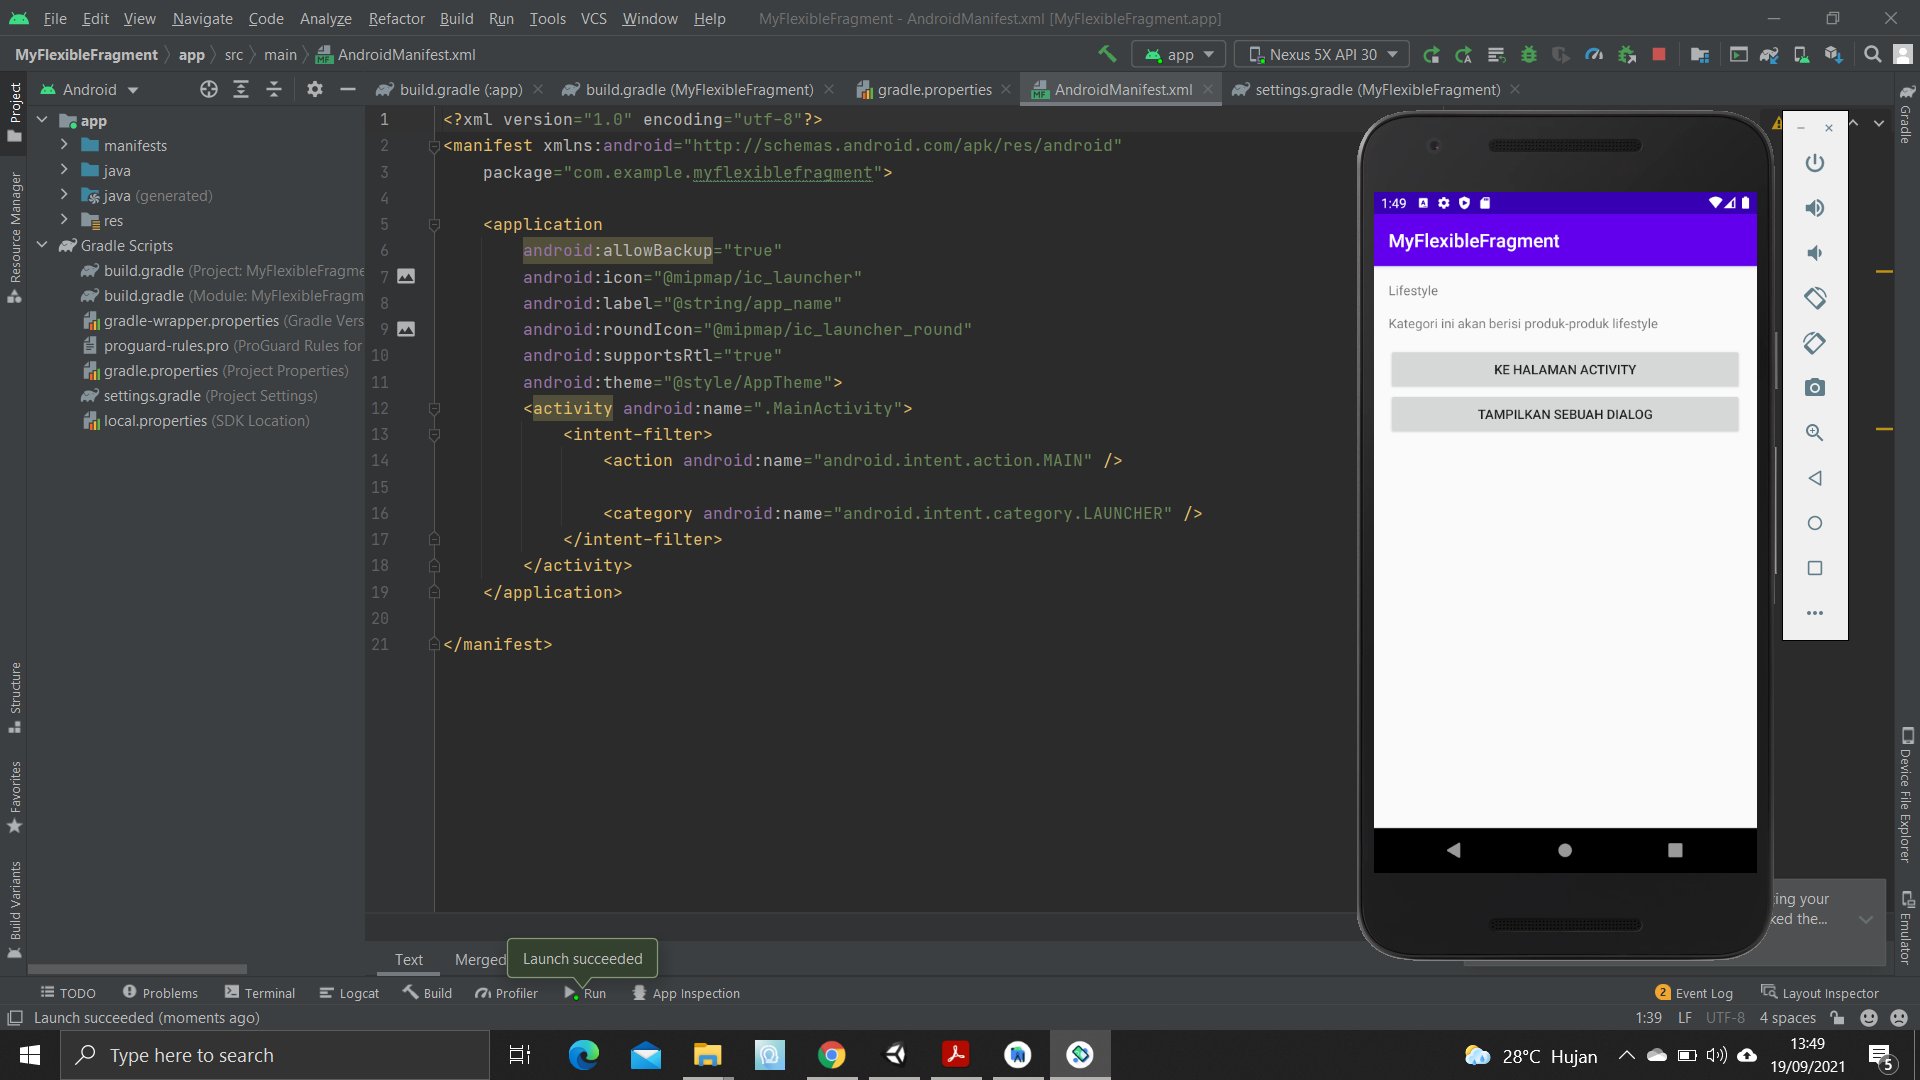 File Edit View Navigate Code Analyze Refactor Build Run Tools VCS Window Help MyFlexibleFragment - AndroidManifest.xml [MyFlexibleFragment.app]
MyFlexibleFragment app src main AndroidManifest.xml app Nexus 5X API 30
Android build.gradle (:app) build.gradle (MyFlexibleFragment) gradle.properties AndroidManifest.xml settings.gradle (MyFlexibleFragment)
Project
Resource Manager
Structure
Favorites
Build Variants
app
manifests
java
java (generated)
res
Gradle Scripts
build.gradle (Project: MyFlexibleFragme
build.gradle (Module: MyFlexibleFragm
gradle-wrapper.properties (Gradle Vers
proguard-rules.pro (ProGuard Rules for
gradle.properties (Project Properties)
settings.gradle (Project Settings)
local.properties (SDK Location)
1 <?xml version="1.0" encoding="utf-8"?>
2 <manifest xmlns:android="http://schemas.android.com/apk/res/android"
3 package="com.example.myflexiblefragment">
4
5 <application
6 android:allowBackup="true"
7 android:icon="@mipmap/ic_launcher"
8 android:label="@string/app_name"
9 android:roundIcon="@mipmap/ic_launcher_round"
10 android:supportsRtl="true"
11 android:theme="@style/AppTheme">
12 <activity android:name=".MainActivity">
13 <intent-filter>
14 <action android:name="android.intent.action.MAIN" />
15
16 <category android:name="android.intent.category.LAUNCHER" />
17 </intent-filter>
18 </activity>
19 </application>
20
21 </manifest>
1:49
MyFlexibleFragment
Lifestyle
Kategori ini akan berisi produk-produk lifestyle
KE HALAMAN ACTIVITY
TAMPILKAN SEBUAH DIALOG
Gradle
Device File Explorer
Emulator
ing your
ked the...
Text Merged
Launch succeeded
TODO Problems Terminal Logcat Build Profiler Run App Inspection 2 Event Log Layout Inspector
Launch succeeded (moments ago) 1:39 LF UTF-8 4 spaces
Type here to search 28°C Hujan 13:49
19/09/2021 5